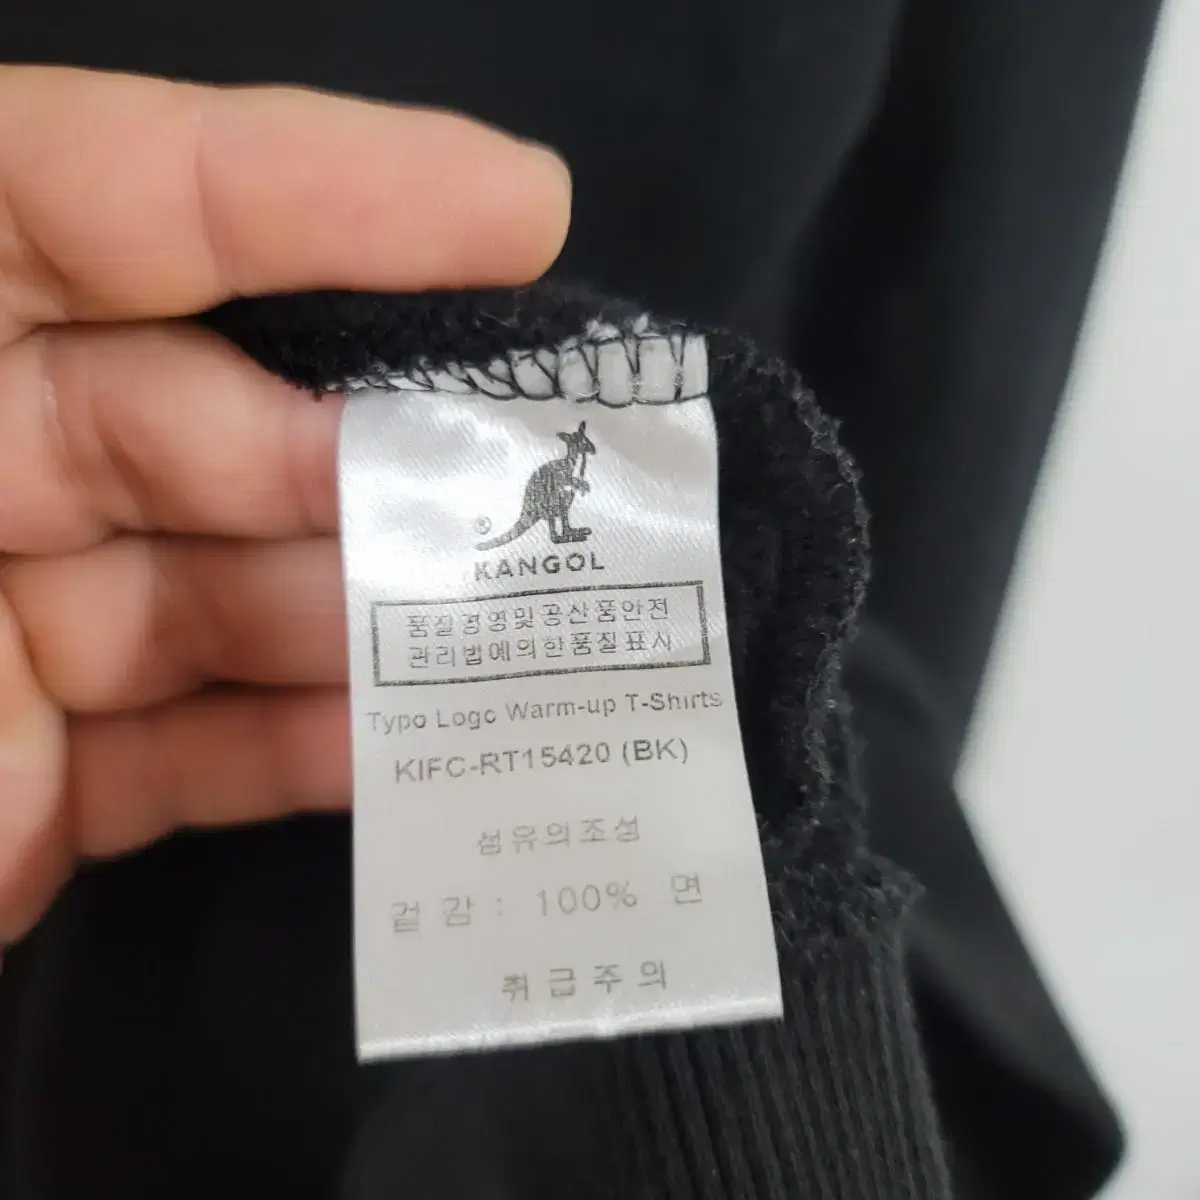 ®
KANGOL
품질경영및공산품안전
관리법에의한품질표시
Typo Logo Warm-up T-Shirts
KIFC-RT15420 (BK)
섬유의조성
겉감 : 100% 면
취급주의